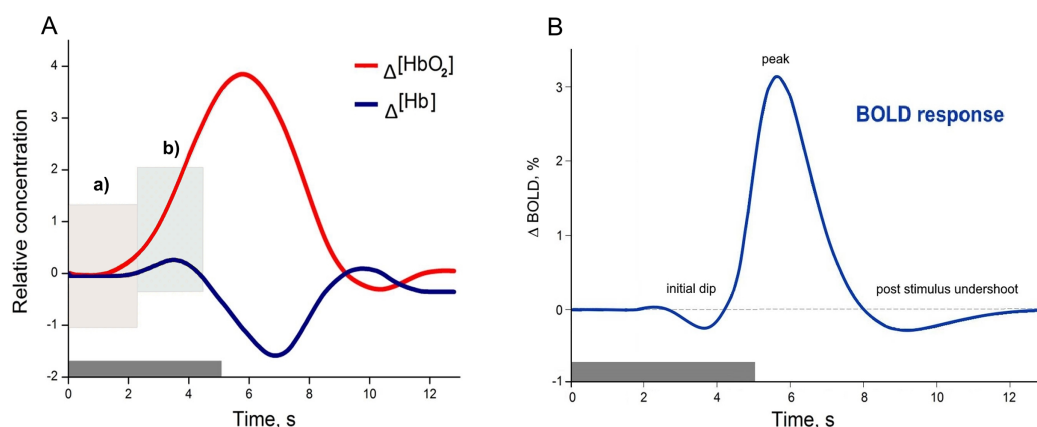 A
Δ[HbO₂]
Δ[Hb]
a)
b)
Relative concentration
4
3
2
1
0
-1
-2
0 2 4 6 8 10 12
Time, s
B
peak
BOLD response
initial dip
post stimulus undershoot
Δ BOLD, %
3
2
1
0
-1
0 2 4 6 8 10 12
Time, s